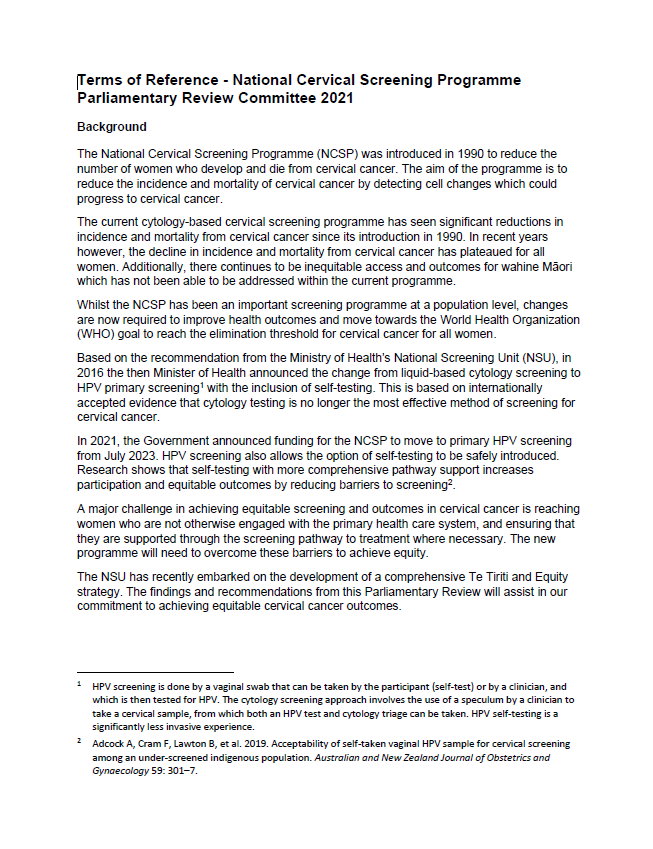 Terms of Reference - National Cervical Screening Programme
Parliamentary Review Committee 2021
Background
The National Cervical Screening Programme (NCSP) was introduced in 1990 to reduce the
number of women who develop and die from cervical cancer. The aim of the programme is to
reduce the incidence and mortality of cervical cancer by detecting cell changes which could
progress to cervical cancer.
The current cytology-based cervical screening programme has seen significant reductions in
incidence and mortality from cervical cancer since its introduction in 1990. In recent years
however, the decline in incidence and mortality from cervical cancer has plateaued for all
women. Additionally, there continues to be inequitable access and outcomes for wahine Māori
which has not been able to be addressed within the current programme.
Whilst the NCSP has been an important screening programme at a population level, changes
are now required to improve health outcomes and move towards the World Health Organization
(WHO) goal to reach the elimination threshold for cervical cancer for all women.
Based on the recommendation from the Ministry of Health's National Screening Unit (NSU), in
2016 the then Minister of Health announced the change from liquid-based cytology screening to
HPV primary screening¹ with the inclusion of self-testing. This is based on internationally
accepted evidence that cytology testing is no longer the most effective method of screening for
cervical cancer.
In 2021, the Government announced funding for the NCSP to move to primary HPV screening
from July 2023. HPV screening also allows the option of self-testing to be safely introduced.
Research shows that self-testing with more comprehensive pathway support increases
participation and equitable outcomes by reducing barriers to screening².
A major challenge in achieving equitable screening and outcomes in cervical cancer is reaching
women who are not otherwise engaged with the primary health care system, and ensuring that
they are supported through the screening pathway to treatment where necessary. The new
programme will need to overcome these barriers to achieve equity.
The NSU has recently embarked on the development of a comprehensive Te Tiriti and Equity
strategy. The findings and recommendations from this Parliamentary Review will assist in our
commitment to achieving equitable cervical cancer outcomes.
¹ HPV screening is done by a vaginal swab that can be taken by the participant (self-test) or by a clinician, and
which is then tested for HPV. The cytology screening approach involves the use of a speculum by a clinician to
take a cervical sample, from which both an HPV test and cytology triage can be taken. HPV self-testing is a
significantly less invasive experience.
² Adcock A, Cram F, Lawton B, et al. 2019. Acceptability of self-taken vaginal HPV sample for cervical screening
among an under-screened indigenous population. Australian and New Zealand Journal of Obstetrics and
Gynaecology 59: 301–7.